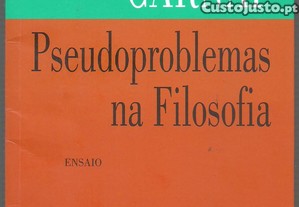 Custojusto.pt
Pseudoproblemas
na Filosofia
ENSAIO